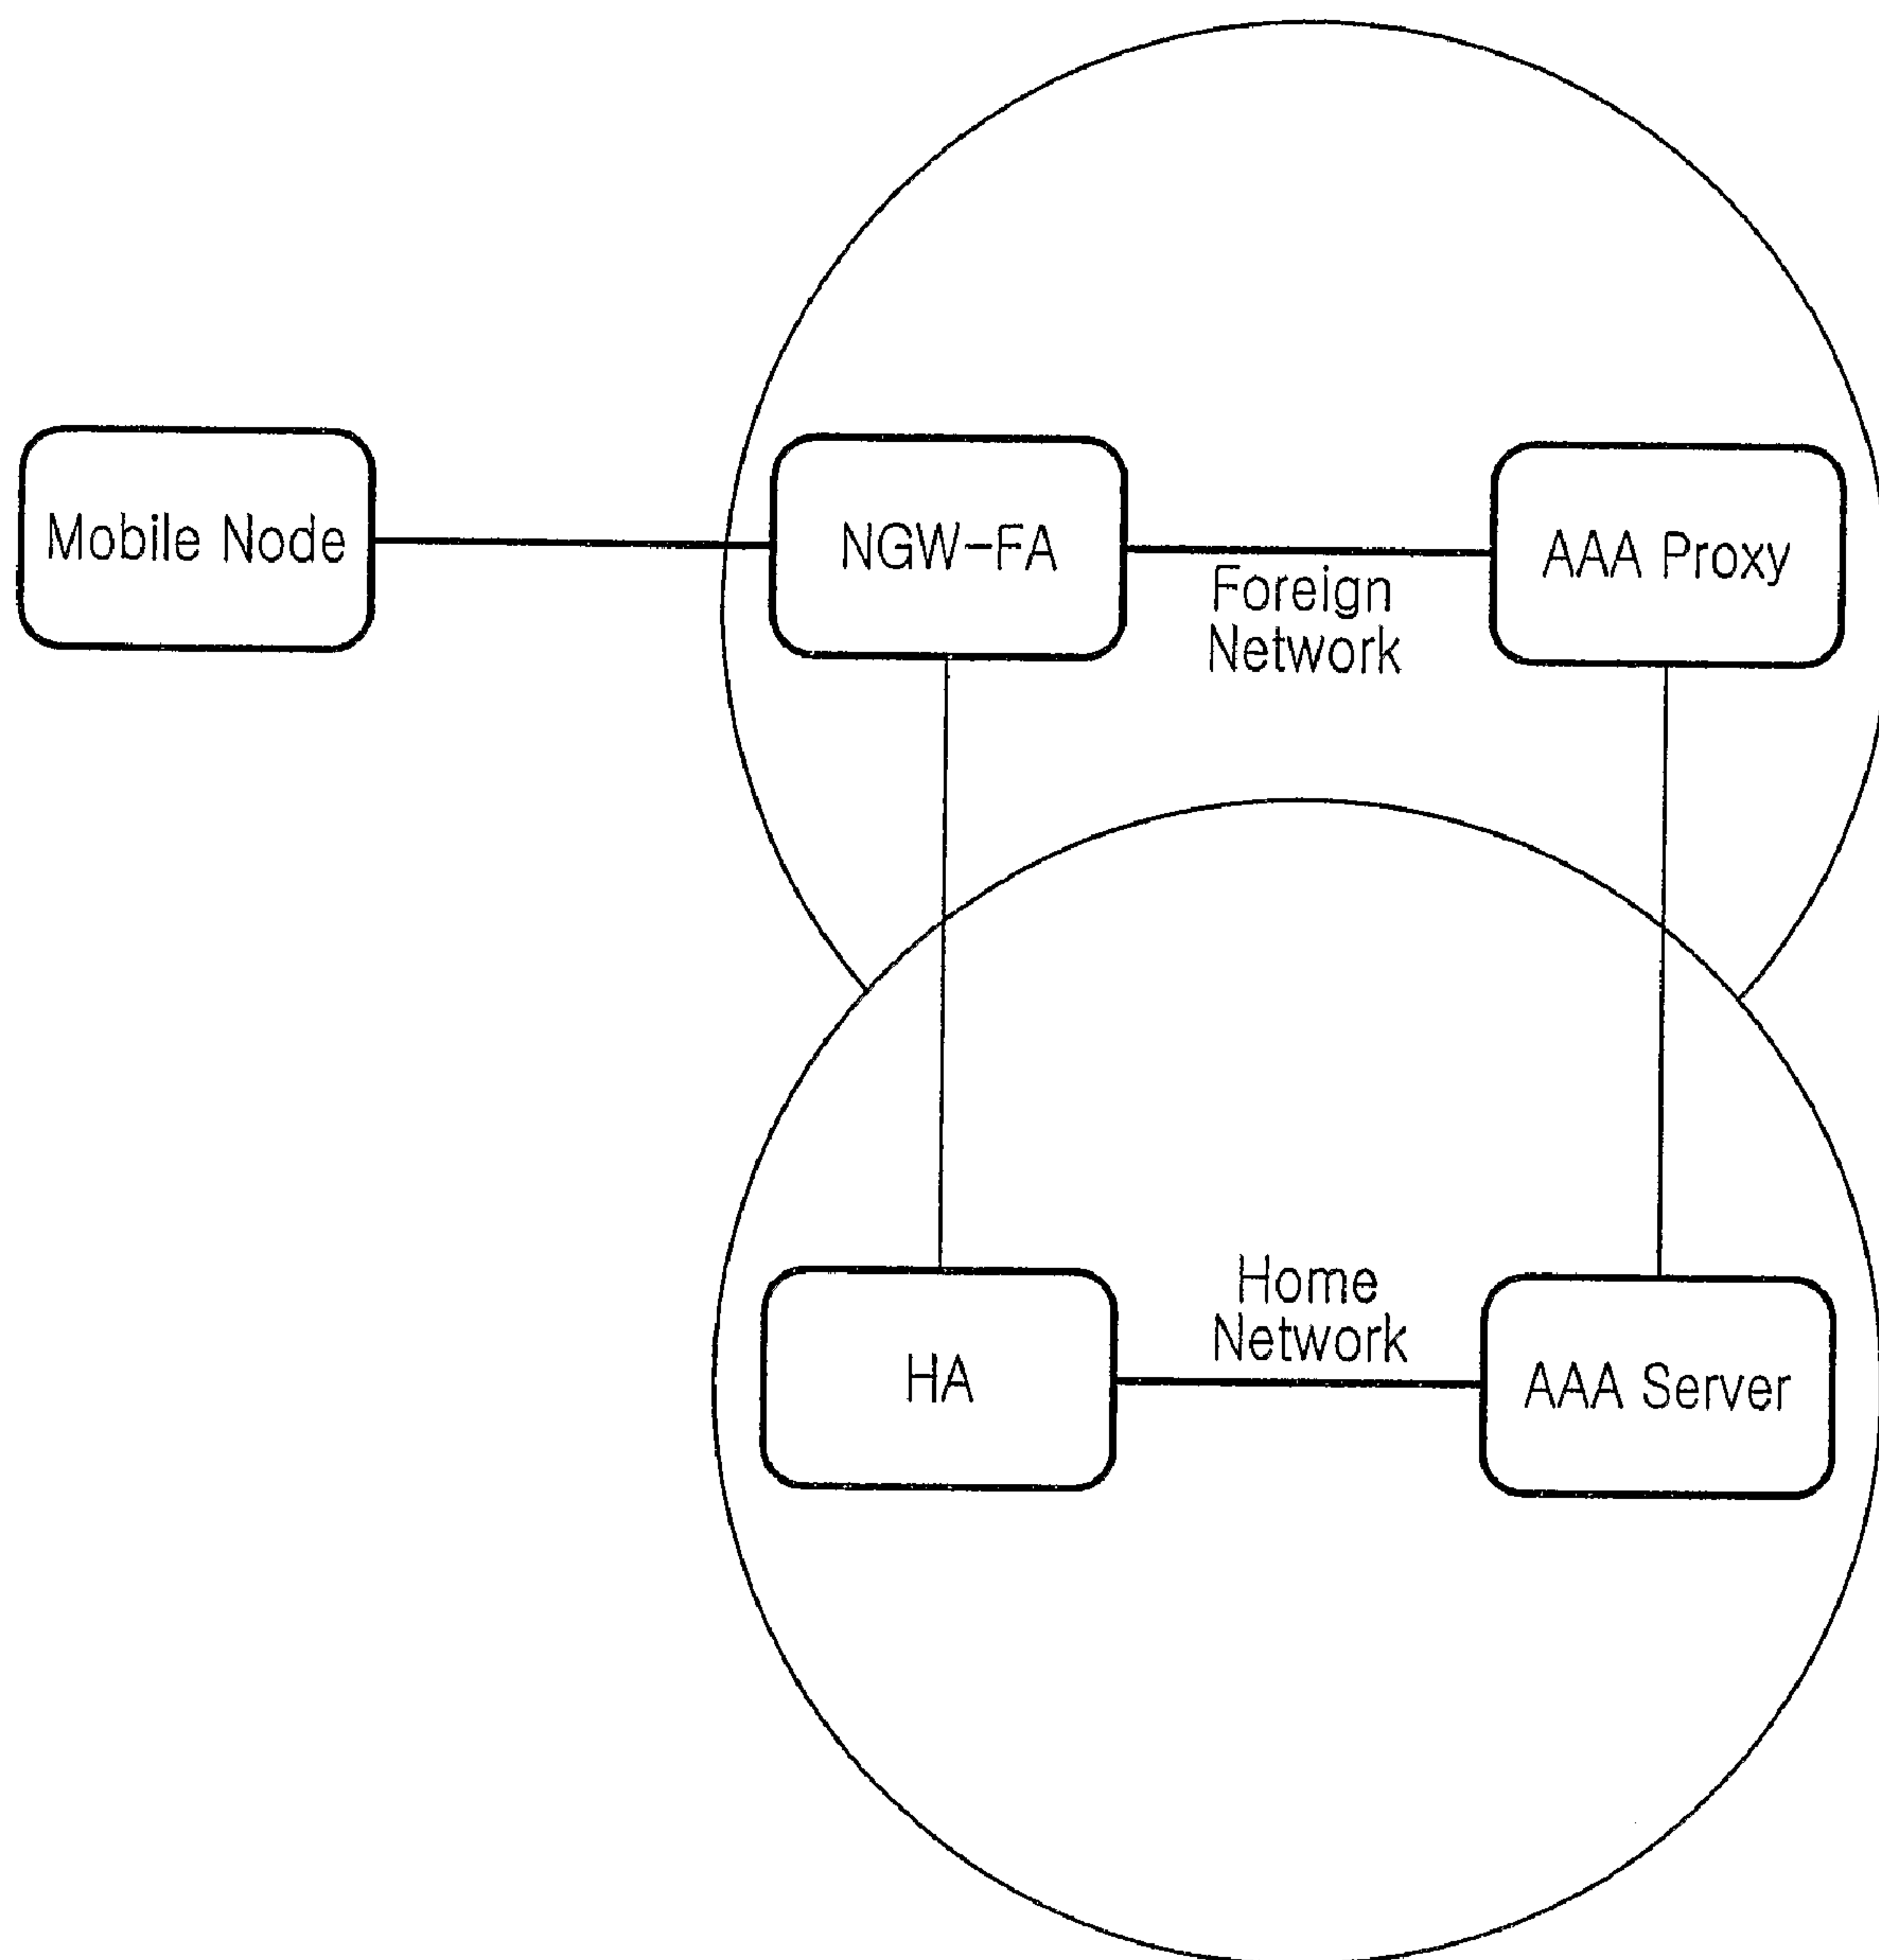 Mobile Node
NGW-FA
AAA Proxy
Foreign
Network
Home
Network
HA
AAA Server